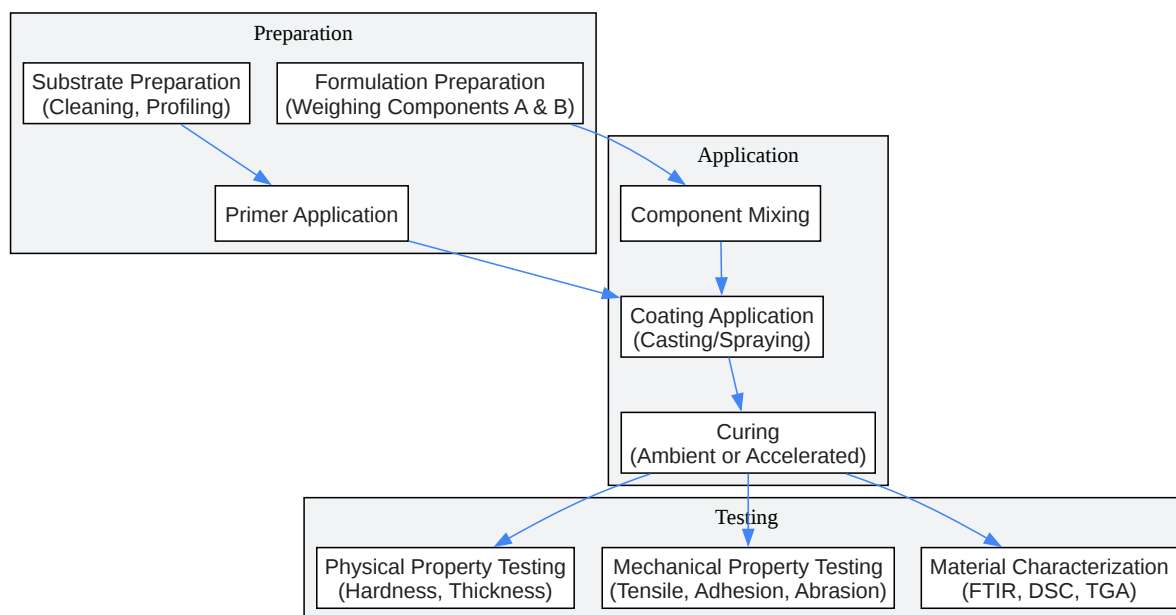 Preparation
Substrate Preparation
(Cleaning, Profiling)
Formulation Preparation
(Weighing Components A & B)
Primer Application
Application
Component Mixing
Coating Application
(Casting/Spraying)
Curing
(Ambient or Accelerated)
Testing
Physical Property Testing
(Hardness, Thickness)
Mechanical Property Testing
(Tensile, Adhesion, Abrasion)
Material Characterization
(FTIR, DSC, TGA)